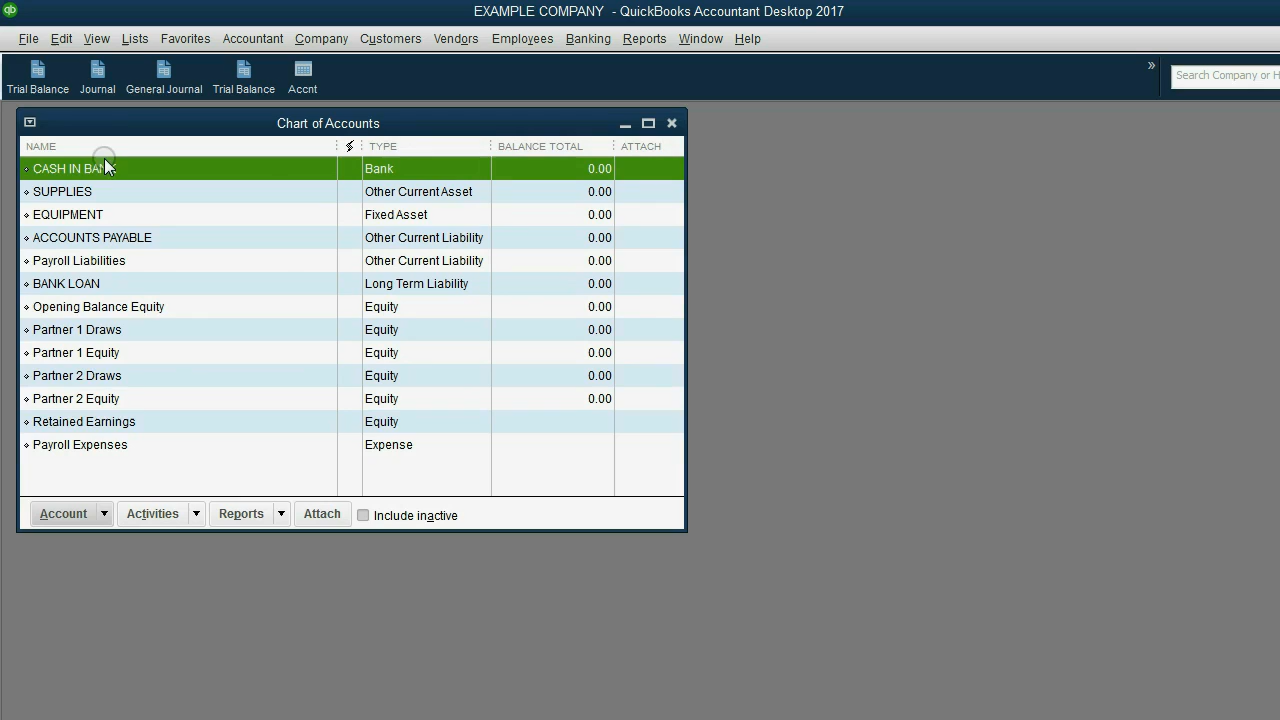 qb EXAMPLE COMPANY - QuickBooks Accountant Desktop 2017
File Edit View Lists Favorites Accountant Company Customers Vendors Employees Banking Reports Window Help
Trial Balance Journal General Journal Trial Balance Accnt » Search Company or H
Chart of Accounts
NAME TYPE BALANCE TOTAL ATTACH
CASH IN BANK Bank 0.00
SUPPLIES Other Current Asset 0.00
EQUIPMENT Fixed Asset 0.00
ACCOUNTS PAYABLE Other Current Liability 0.00
Payroll Liabilities Other Current Liability 0.00
BANK LOAN Long Term Liability 0.00
Opening Balance Equity Equity 0.00
Partner 1 Draws Equity 0.00
Partner 1 Equity Equity 0.00
Partner 2 Draws Equity 0.00
Partner 2 Equity Equity 0.00
Retained Earnings Equity
Payroll Expenses Expense
Account Activities Reports Attach Include inactive